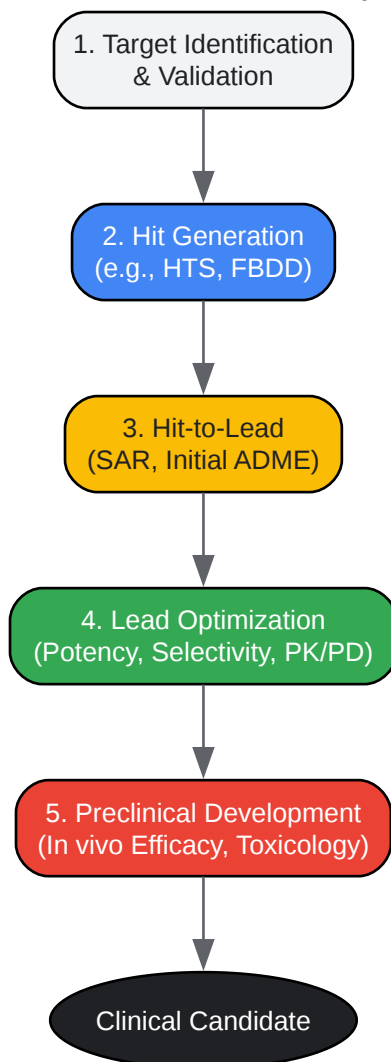 1. Target Identification
& Validation
2. Hit Generation
(e.g., HTS, FBDD)
3. Hit-to-Lead
(SAR, Initial ADME)
4. Lead Optimization
(Potency, Selectivity, PK/PD)
5. Preclinical Development
(In vivo Efficacy, Toxicology)
Clinical Candidate